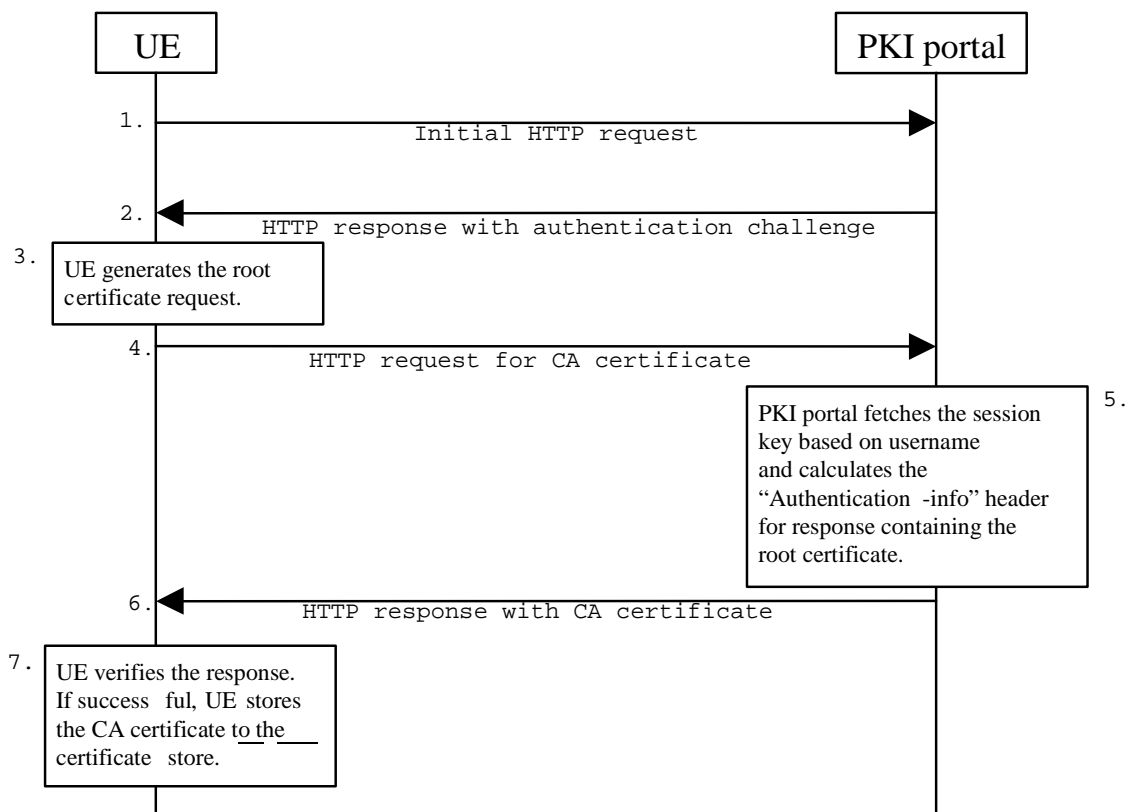 UE
PKI portal
1.
Initial HTTP request
2.
HTTP response with authentication challenge
3.
UE generates the root
certificate request.
4.
HTTP request for CA certificate
5.
PKI portal fetches the session
key based on username
and calculates the
“Authentication -info” header
for response containing the
root certificate.
6.
HTTP response with CA certificate
7.
UE verifies the response.
If success ful, UE stores
the CA certificate to the
certificate store.